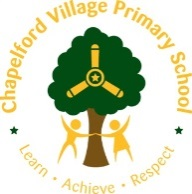 Chapelford Village Primary School
Learn • Achieve • Respect